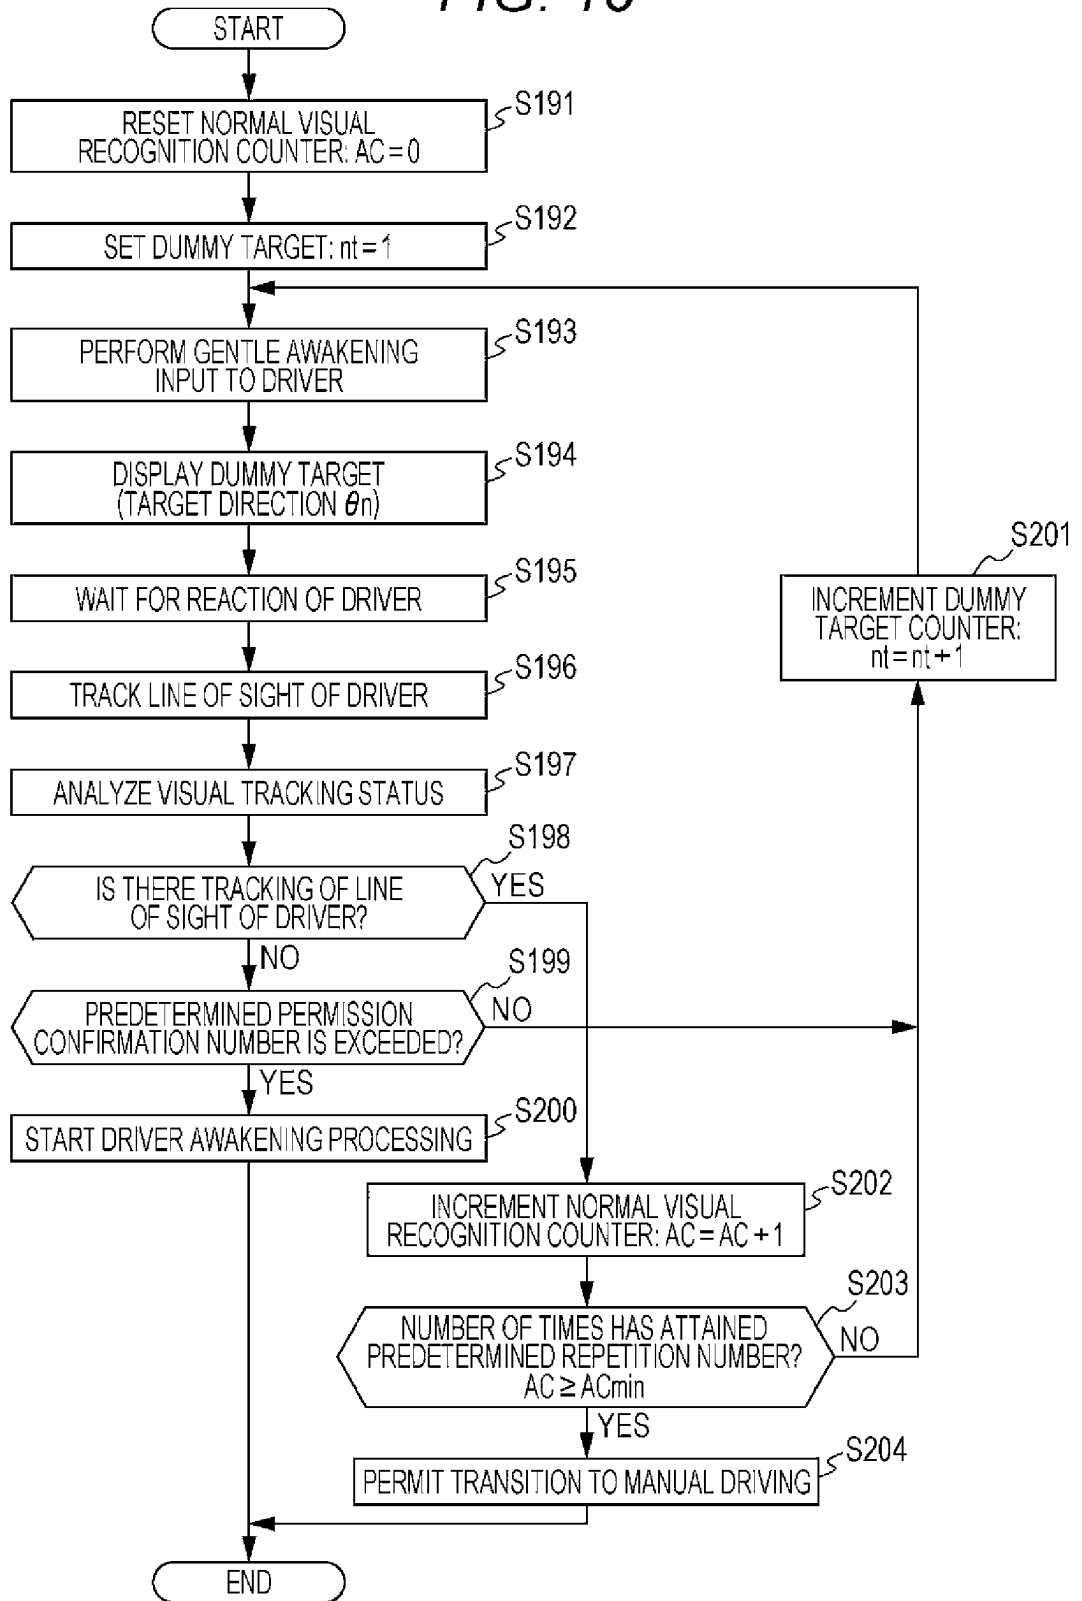 FIG. 16
START
S191
RESET NORMAL VISUAL
RECOGNITION COUNTER: AC = 0
S192
SET DUMMY TARGET: nt = 1
S193
PERFORM GENTLE AWAKENING
INPUT TO DRIVER
S194
DISPLAY DUMMY TARGET
(TARGET DIRECTION θn)
S195
WAIT FOR REACTION OF DRIVER
S201
INCREMENT DUMMY
TARGET COUNTER:
nt = nt + 1
S196
TRACK LINE OF SIGHT OF DRIVER
S197
ANALYZE VISUAL TRACKING STATUS
S198
IS THERE TRACKING OF LINE
OF SIGHT OF DRIVER?
YES
NO
S199
PREDETERMINED PERMISSION
CONFIRMATION NUMBER IS EXCEEDED?
NO
YES
S200
START DRIVER AWAKENING PROCESSING
S202
INCREMENT NORMAL VISUAL
RECOGNITION COUNTER: AC = AC + 1
S203
NUMBER OF TIMES HAS ATTAINED
PREDETERMINED REPETITION NUMBER?
AC ≥ ACmin
NO
YES
S204
PERMIT TRANSITION TO MANUAL DRIVING
END